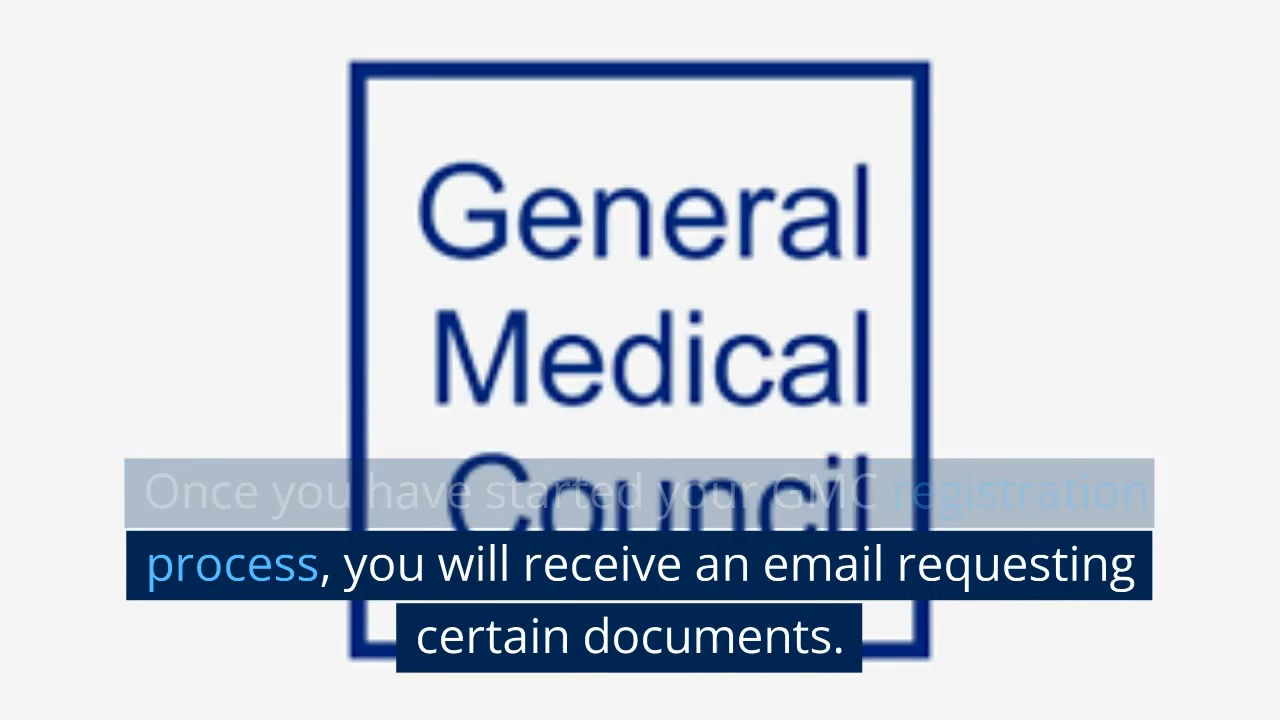 General
Medical
Council
Once you have started your GMC registration
process, you will receive an email requesting
certain documents.